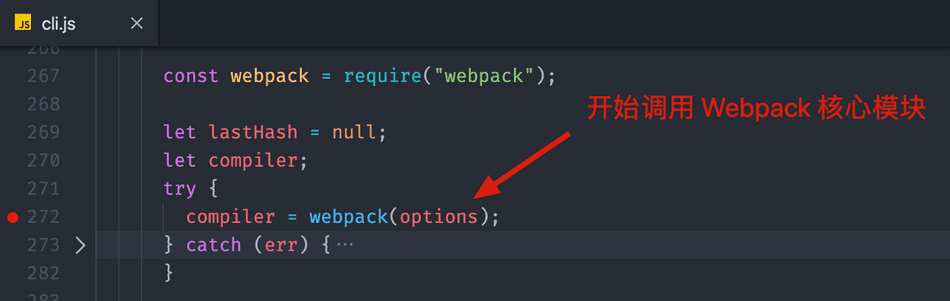 JS cli.js
266
267 const webpack = require("webpack");
268
开始调用 Webpack 核心模块
269 let lastHash = null;
270 let compiler;
271 try {
272 compiler = webpack(options);
273 } catch (err) {···
282 }
283